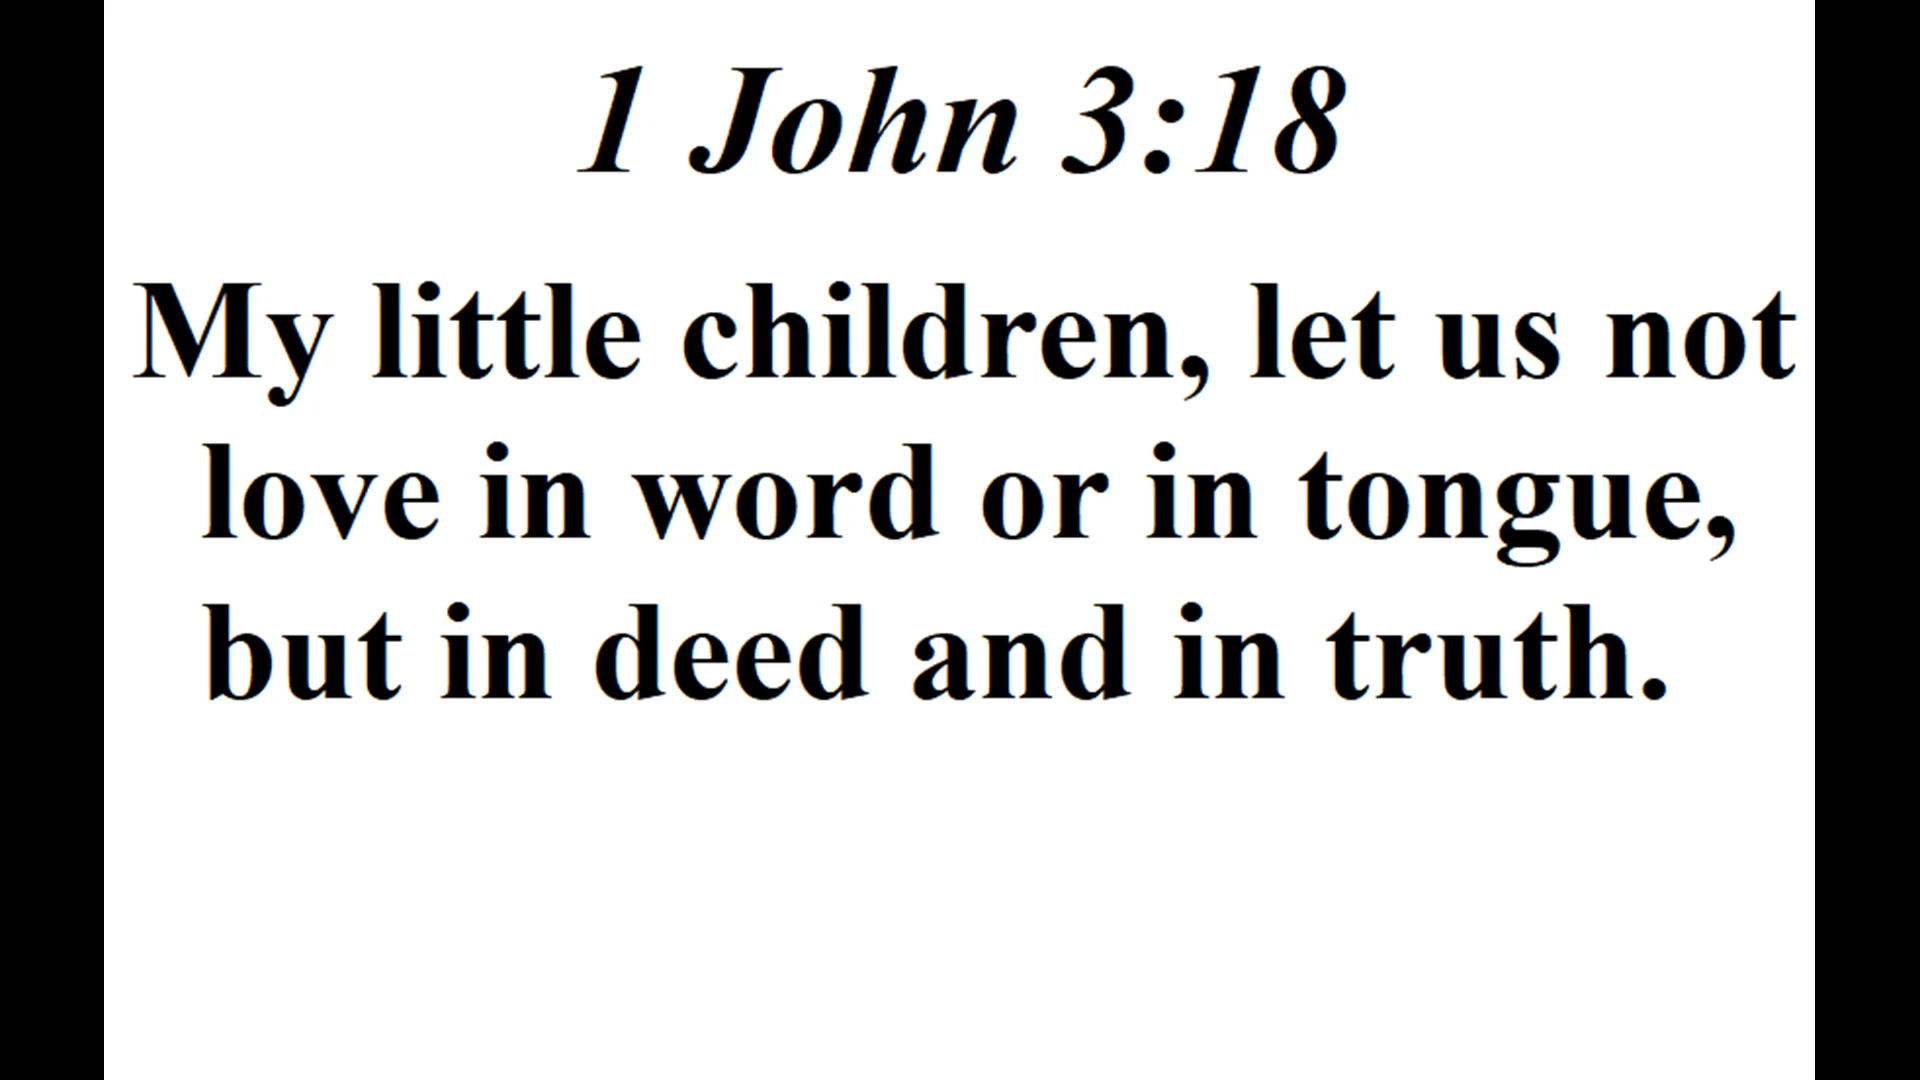 1 John 3:18
My little children, let us not
love in word or in tongue,
but in deed and in truth.